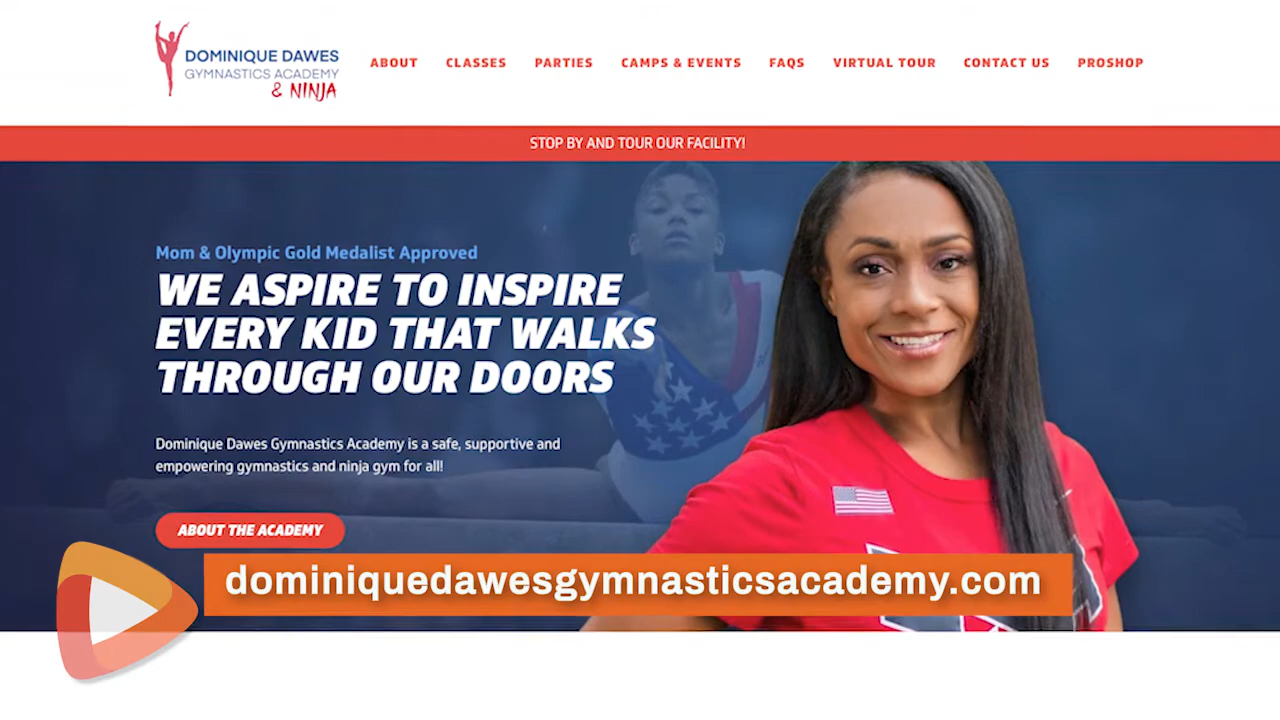 DOMINIQUE DAWES
GYMNASTICS ACADEMY
& NINJA
ABOUT CLASSES PARTIES CAMPS & EVENTS FAQS VIRTUAL TOUR CONTACT US PROSHOP
STOP BY AND TOUR OUR FACILITY!
Mom & Olympic Gold Medalist Approved
WE ASPIRE TO INSPIRE
EVERY KID THAT WALKS
THROUGH OUR DOORS
Dominique Dawes Gymnastics Academy is a safe, supportive and
empowering gymnastics and ninja gym for all!
ABOUT THE ACADEMY
dominiquedawesgymnasticsacademy.com